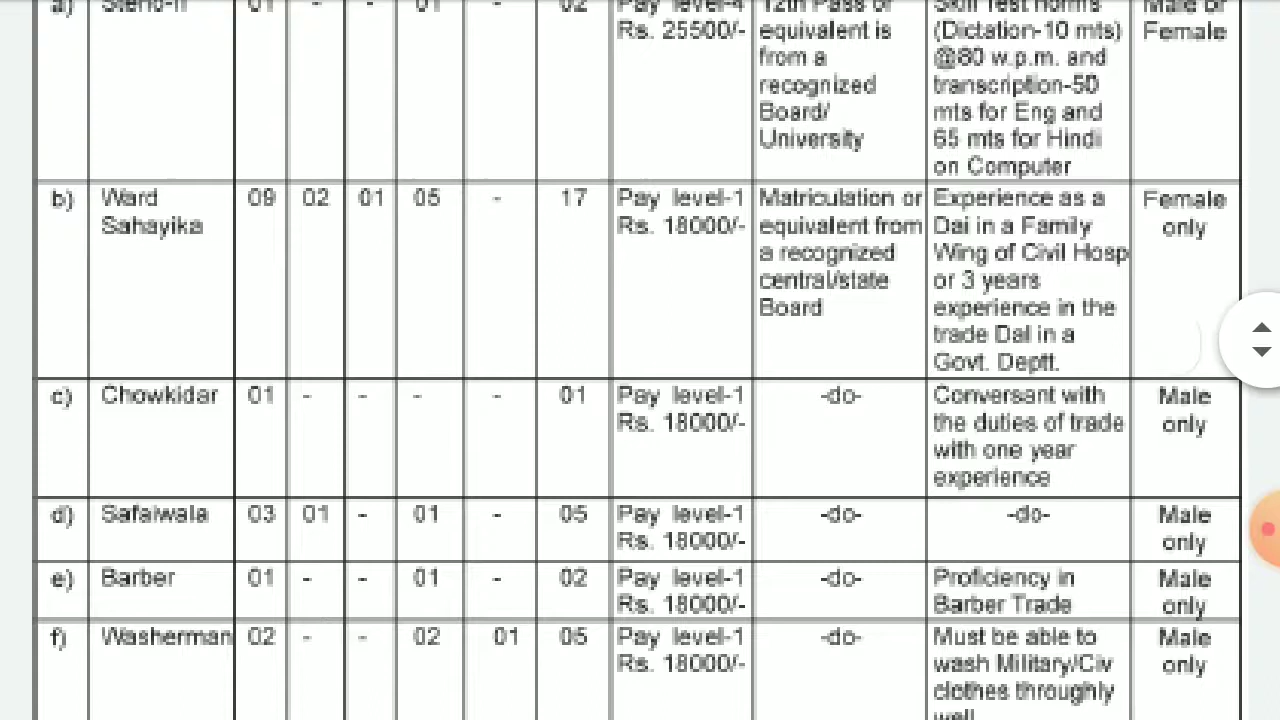 a) Steno-II 01 - - 01 - 02 Pay level-4 12th Pass or Skill Test norms Male or
Rs. 25500/- equivalent is (Dictation-10 mts) Female
from a @80 w.p.m. and
recognized transcription-50
Board/ mts for Eng and
University 65 mts for Hindi
on Computer
b) Ward 09 02 01 05 - 17 Pay level-1 Matriculation or Experience as a Female
Sahayika Rs. 18000/- equivalent from Dai in a Family only
a recognized Wing of Civil Hosp
central/state or 3 years
Board experience in the
trade Dal in a
Govt. Deptt.
c) Chowkidar 01 - - - - 01 Pay level-1 -do- Conversant with Male
Rs. 18000/- the duties of trade only
with one year
experience
d) Safaiwala 03 01 - 01 - 05 Pay level-1 -do- -do- Male
Rs. 18000/- only
e) Barber 01 - - 01 - 02 Pay level-1 -do- Proficiency in Male
Rs. 18000/- Barber Trade only
f) Washerman 02 - - 02 01 05 Pay level-1 -do- Must be able to Male
Rs. 18000/- wash Military/Civ only
clothes throughly
well